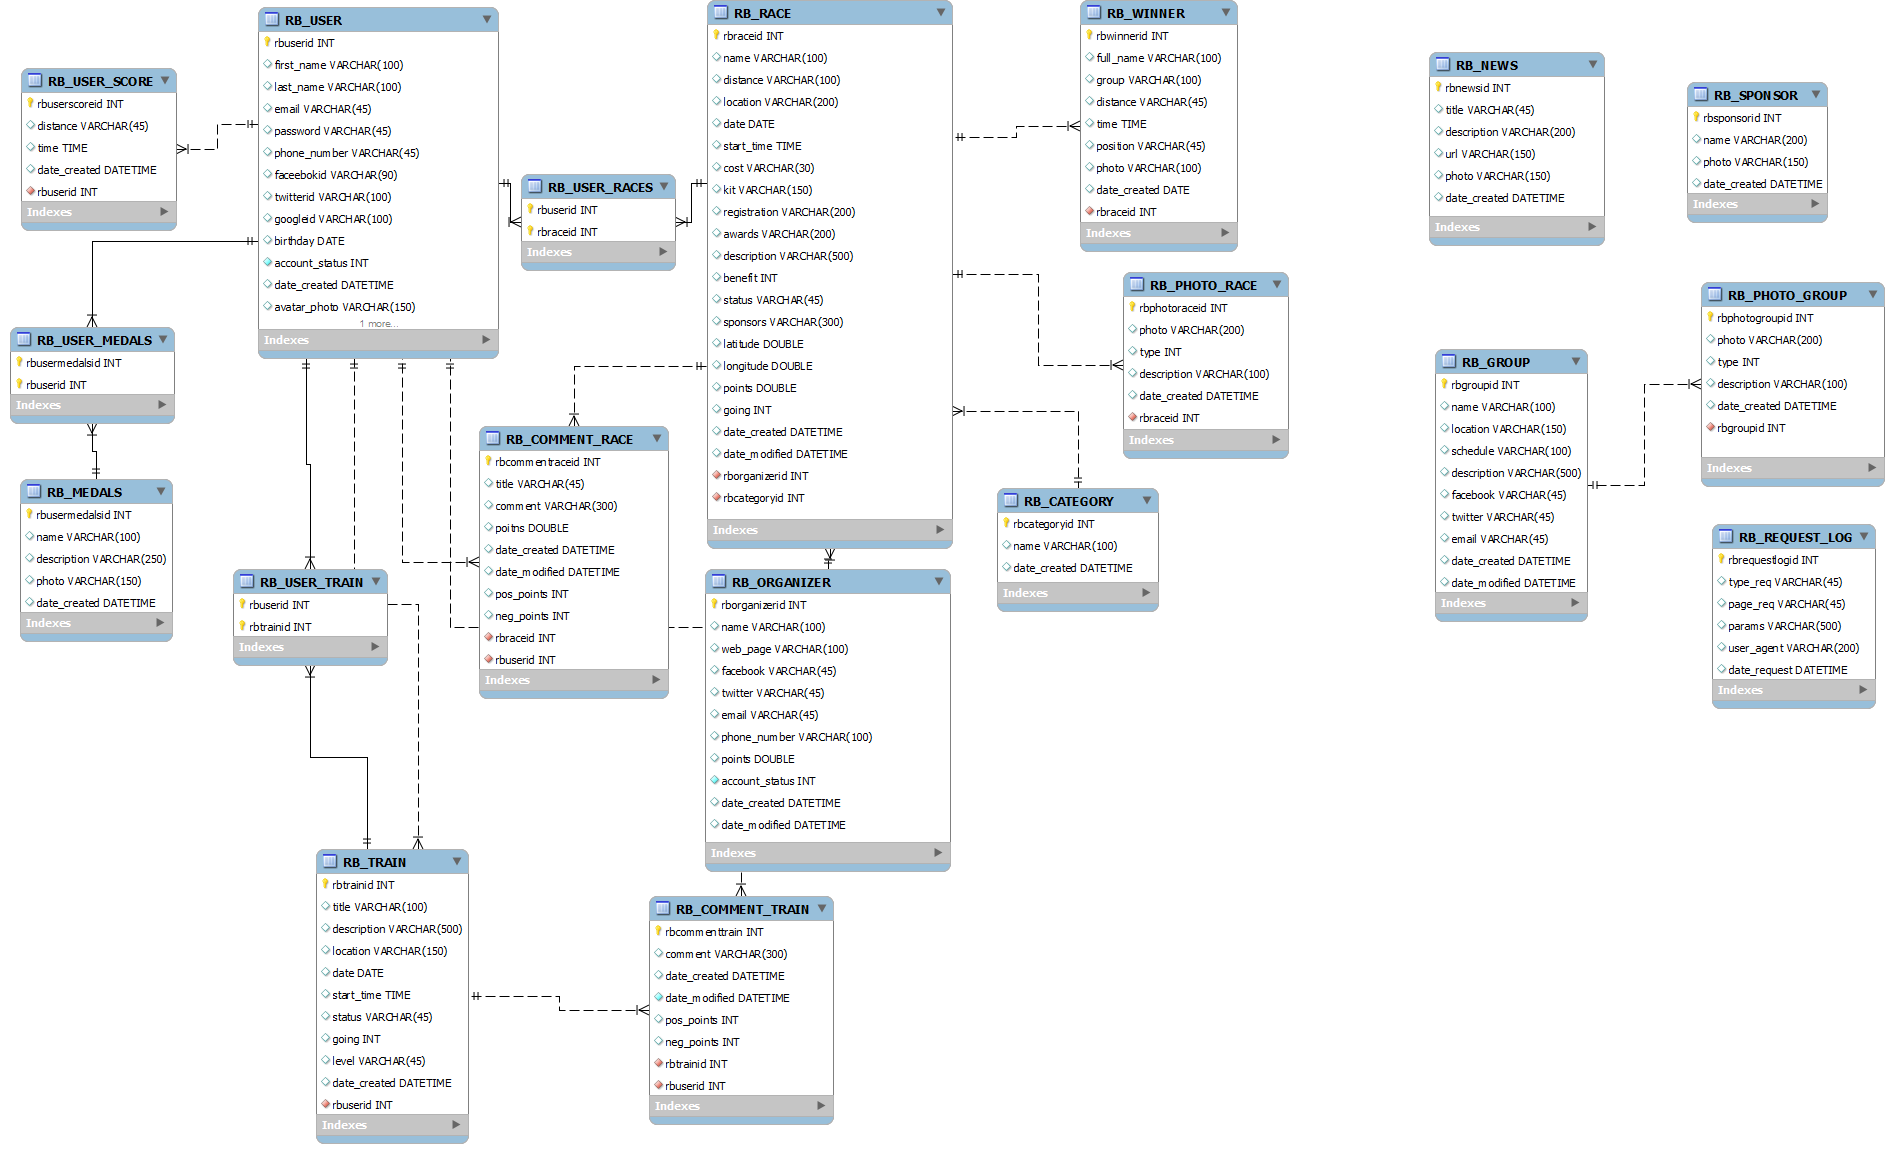 RB_USER
rbuserid INT
first_name VARCHAR(100)
last_name VARCHAR(100)
email VARCHAR(45)
password VARCHAR(45)
phone_number VARCHAR(45)
faceebokid VARCHAR(90)
twitterid VARCHAR(100)
googleid VARCHAR(100)
birthday DATE
account_status INT
date_created DATETIME
avatar_photo VARCHAR(150)
1 more...
Indexes
RB_USER_SCORE
rbuserscoreid INT
distance VARCHAR(45)
time TIME
date_created DATETIME
rbuserid INT
Indexes
RB_USER_MEDALS
rbusermedalsid INT
rbuserid INT
Indexes
RB_MEDALS
rbusermedalsid INT
name VARCHAR(100)
description VARCHAR(250)
photo VARCHAR(150)
date_created DATETIME
Indexes
RB_USER_RACES
rbuserid INT
rbraceid INT
Indexes
RB_RACE
rbraceid INT
name VARCHAR(100)
distance VARCHAR(100)
location VARCHAR(200)
date DATE
start_time TIME
cost VARCHAR(30)
kit VARCHAR(150)
registration VARCHAR(200)
awards VARCHAR(200)
description VARCHAR(500)
benefit INT
status VARCHAR(45)
sponsors VARCHAR(300)
latitude DOUBLE
longitude DOUBLE
points DOUBLE
going INT
date_created DATETIME
date_modified DATETIME
rborganizerid INT
rbcategoryid INT
Indexes
RB_WINNER
rbwinnerid INT
full_name VARCHAR(100)
group VARCHAR(100)
distance VARCHAR(45)
time TIME
position VARCHAR(45)
photo VARCHAR(100)
date_created DATE
rbraceid INT
Indexes
RB_PHOTO_RACE
rbphotoraceid INT
photo VARCHAR(200)
type INT
description VARCHAR(100)
date_created DATETIME
rbraceid INT
Indexes
RB_CATEGORY
rbcategoryid INT
name VARCHAR(100)
date_created DATETIME
Indexes
RB_COMMENT_RACE
rbcommentraceid INT
title VARCHAR(45)
comment VARCHAR(300)
poitns DOUBLE
date_created DATETIME
date_modified DATETIME
pos_points INT
neg_points INT
rbraceid INT
rbuserid INT
Indexes
RB_USER_TRAIN
rbuserid INT
rbtrainid INT
Indexes
RB_ORGANIZER
rborganizerid INT
name VARCHAR(100)
web_page VARCHAR(100)
facebook VARCHAR(45)
twitter VARCHAR(45)
email VARCHAR(45)
phone_number VARCHAR(100)
points DOUBLE
account_status INT
date_created DATETIME
date_modified DATETIME
Indexes
RB_TRAIN
rbtrainid INT
title VARCHAR(100)
description VARCHAR(500)
location VARCHAR(150)
date DATE
start_time TIME
status VARCHAR(45)
going INT
level VARCHAR(45)
date_created DATETIME
rbuserid INT
Indexes
RB_COMMENT_TRAIN
rbcommenttrain INT
comment VARCHAR(300)
date_created DATETIME
date_modified DATETIME
pos_points INT
neg_points INT
rbtrainid INT
rbuserid INT
Indexes
RB_NEWS
rbnewsid INT
title VARCHAR(45)
description VARCHAR(200)
url VARCHAR(150)
photo VARCHAR(150)
date_created DATETIME
Indexes
RB_SPONSOR
rbsponsorid INT
name VARCHAR(200)
photo VARCHAR(150)
date_created DATETIME
Indexes
RB_GROUP
rbgroupid INT
name VARCHAR(100)
location VARCHAR(150)
schedule VARCHAR(100)
description VARCHAR(500)
facebook VARCHAR(45)
twitter VARCHAR(45)
email VARCHAR(45)
date_created DATETIME
date_modified DATETIME
Indexes
RB_PHOTO_GROUP
rbphotogroupid INT
photo VARCHAR(200)
type INT
description VARCHAR(100)
date_created DATETIME
rbgroupid INT
Indexes
RB_REQUEST_LOG
rbrequestlogid INT
type_req VARCHAR(45)
page_req VARCHAR(45)
params VARCHAR(500)
user_agent VARCHAR(200)
date_request DATETIME
Indexes